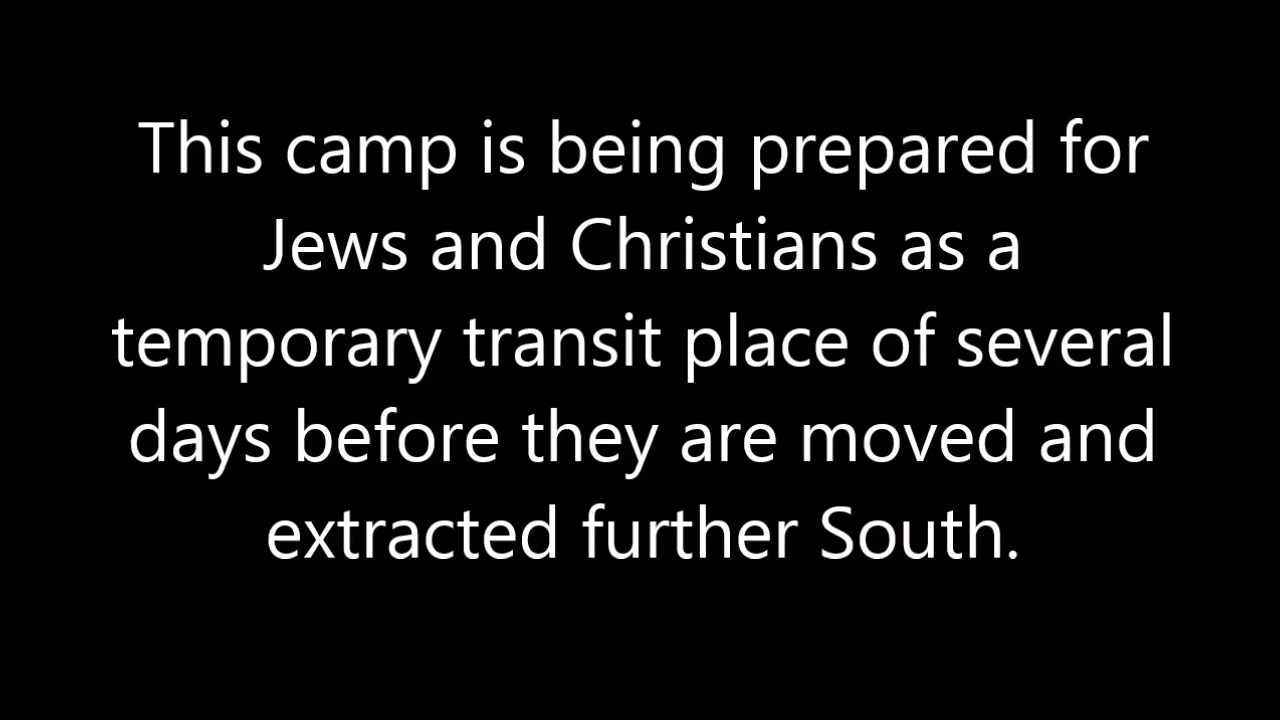 This camp is being prepared for
Jews and Christians as a
temporary transit place of several
days before they are moved and
extracted further South.